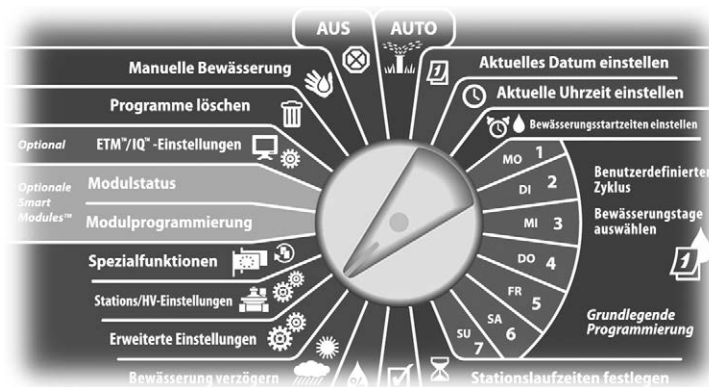 AUS
AUTO
Manuelle Bewässerung
Programme löschen
Optional
ETM™/IQ™ -Einstellungen
Optionale
Smart
Modules™
Modulstatus
Modulprogrammierung
Spezialfunktionen
Stations/HV-Einstellungen
Erweiterte Einstellungen
Bewässerung verzögern
Aktuelles Datum einstellen
1
Aktuelle Uhrzeit einstellen
Bewässerungsstartzeiten einstellen
MO 1
DI 2
MI 3
DO 4
FR 5
SA 6
SU 7
Benutzerdefinierter
Zyklus
Bewässerungstage
auswählen
1
Grundlegende
Programmierung
Stationslaufzeiten festlegen
%